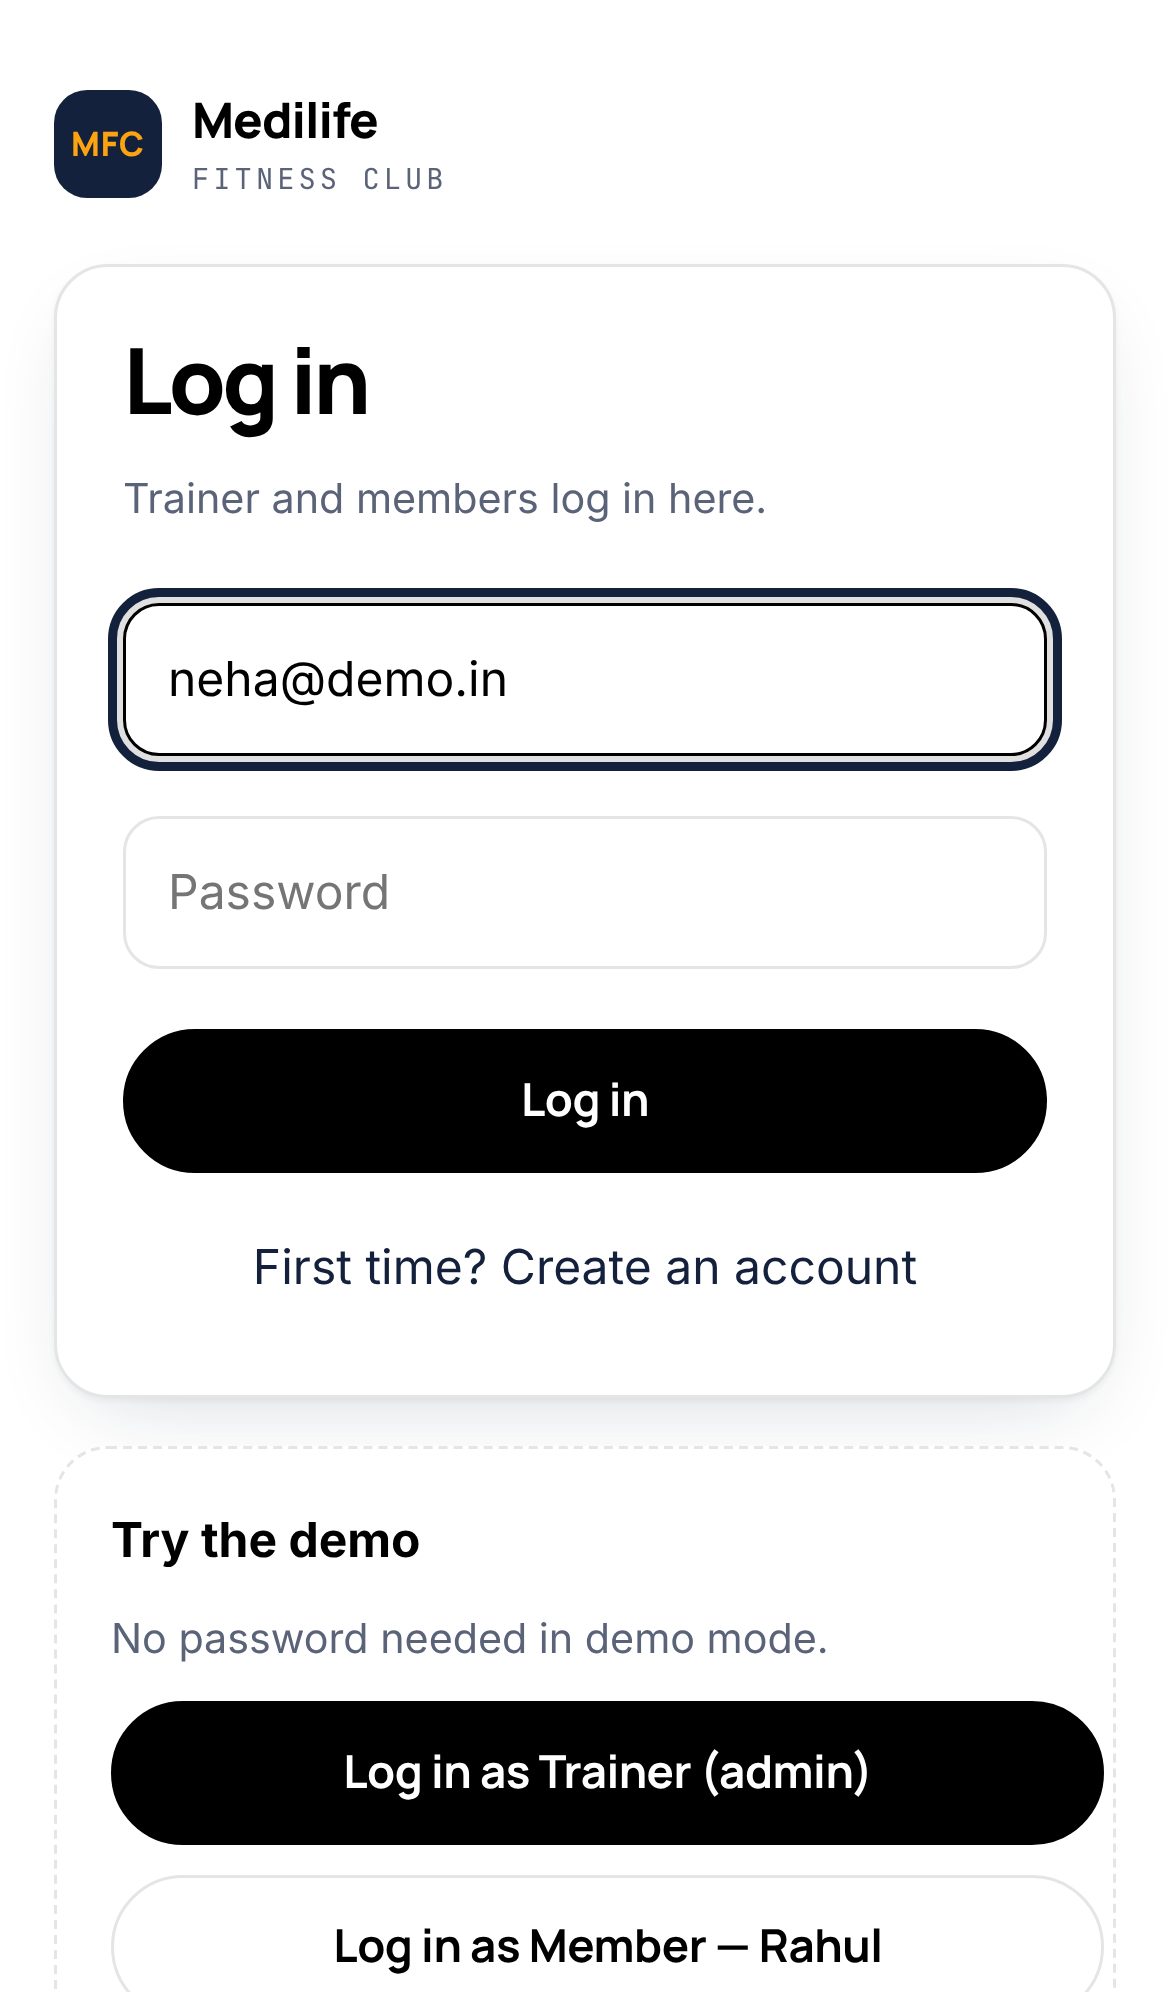 MFC
Medilife
FITNESS CLUB
Log in
Trainer and members log in here.
neha@demo.in
Password
Log in
First time? Create an account
Try the demo
No password needed in demo mode.
Log in as Trainer (admin)
Log in as Member — Rahul